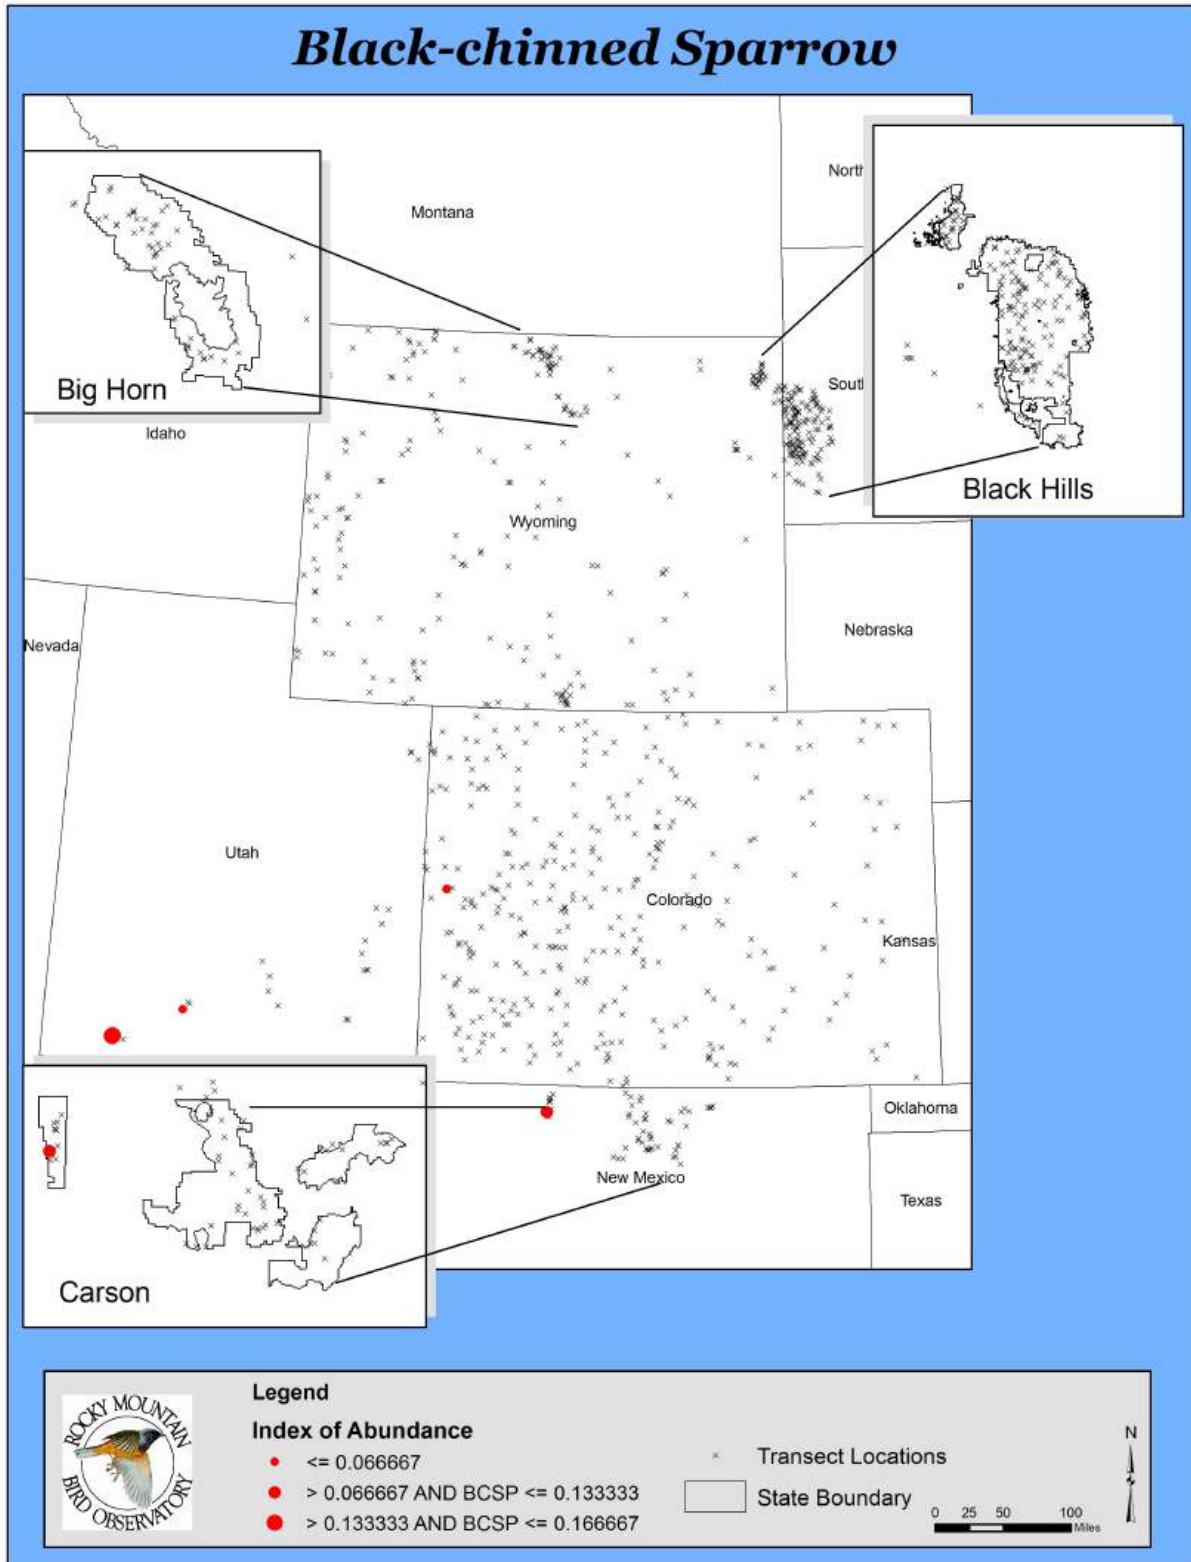 Black-chinned Sparrow
Montana
North
Big Horn
Idaho
South
Black Hills
Wyoming
Nevada
Nebraska
Utah
Colorado
Kansas
Oklahoma
New Mexico
Texas
Carson
Legend
Index of Abundance
<= 0.066667
> 0.066667 AND BCSP <= 0.133333
> 0.133333 AND BCSP <= 0.166667
Transect Locations
State Boundary
ROCKY MOUNTAIN
BIRD OBSERVATORY
N
0 25 50 100
Miles